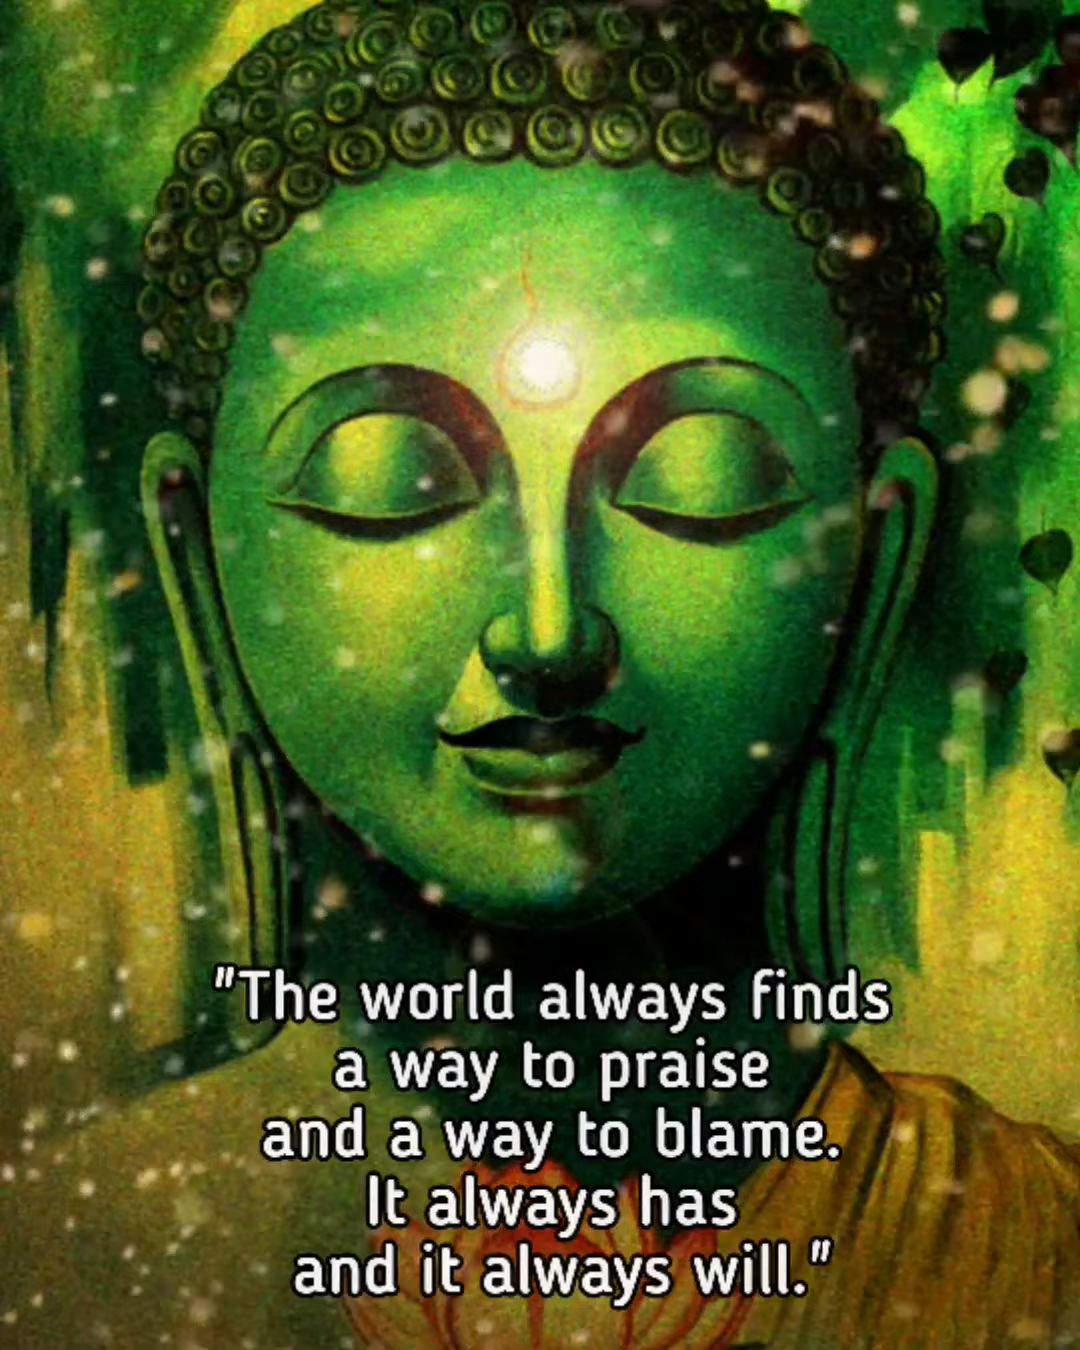 "The world always finds
a way to praise
and a way to blame.
It always has
and it always will."